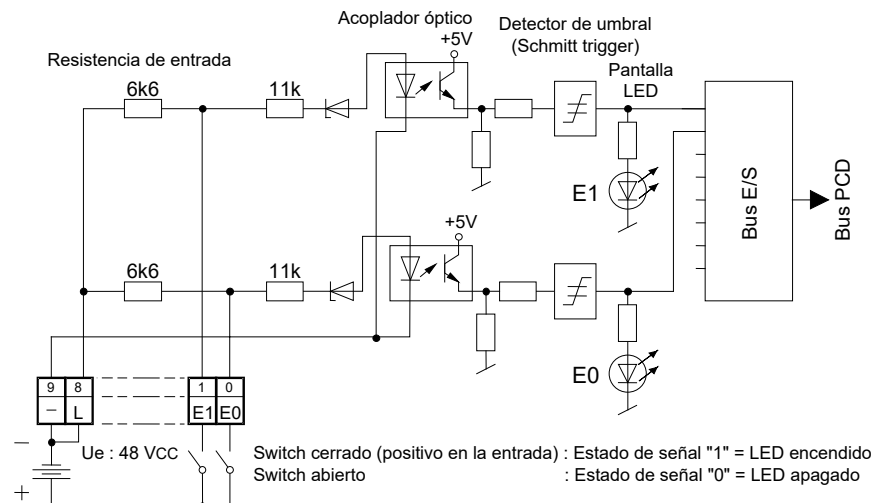 Acoplador óptico
+5V
Detector de umbral
(Schmitt trigger)
Pantalla
LED
Resistencia de entrada
6k6
11k
E1
Bus E/S
Bus PCD
+5V
6k6
11k
E0
9
8
1
0
–
L
E1
E0
–
+
Ue : 48 VCC
Switch cerrado (positivo en la entrada) : Estado de señal "1" = LED encendido
Switch abierto : Estado de señal "0" = LED apagado